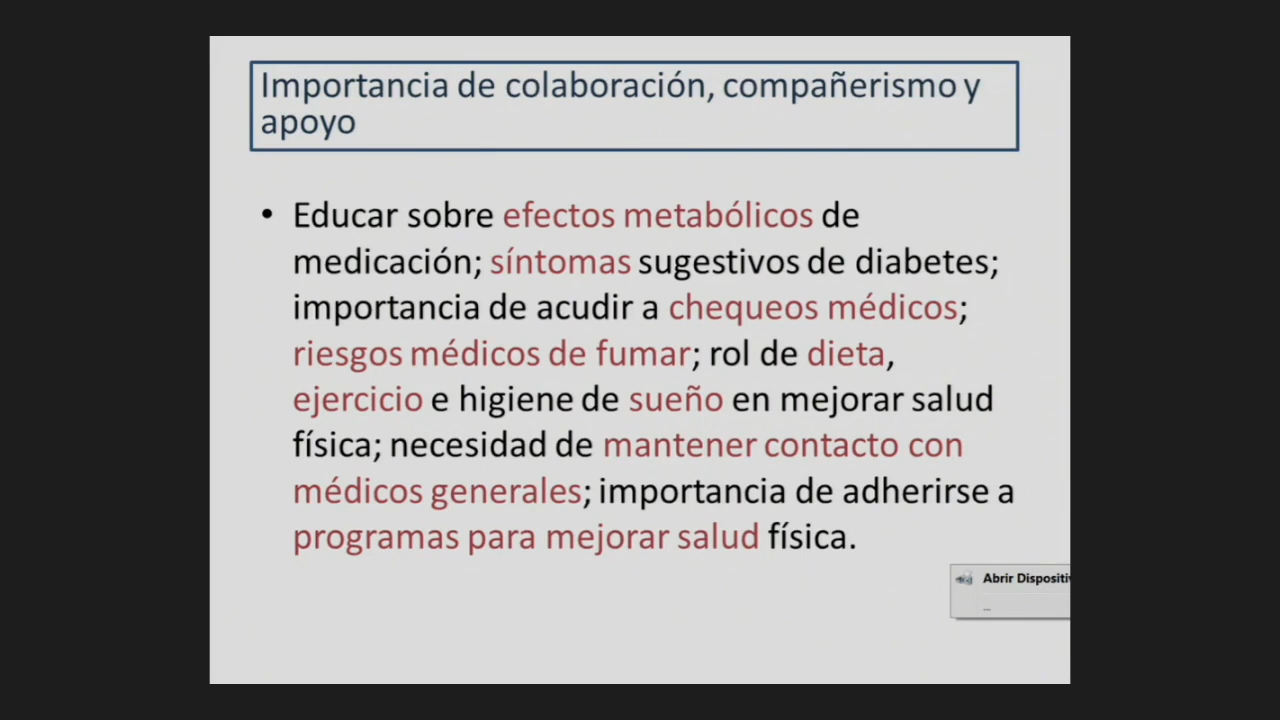 Importancia de colaboración, compañerismo y
apoyo
• Educar sobre efectos metabólicos de
medicación; síntomas sugestivos de diabetes;
importancia de acudir a chequeos médicos;
riesgos médicos de fumar; rol de dieta,
ejercicio e higiene de sueño en mejorar salud
física; necesidad de mantener contacto con
médicos generales; importancia de adherirse a
programas para mejorar salud física.
Abrir Dispositiv
...